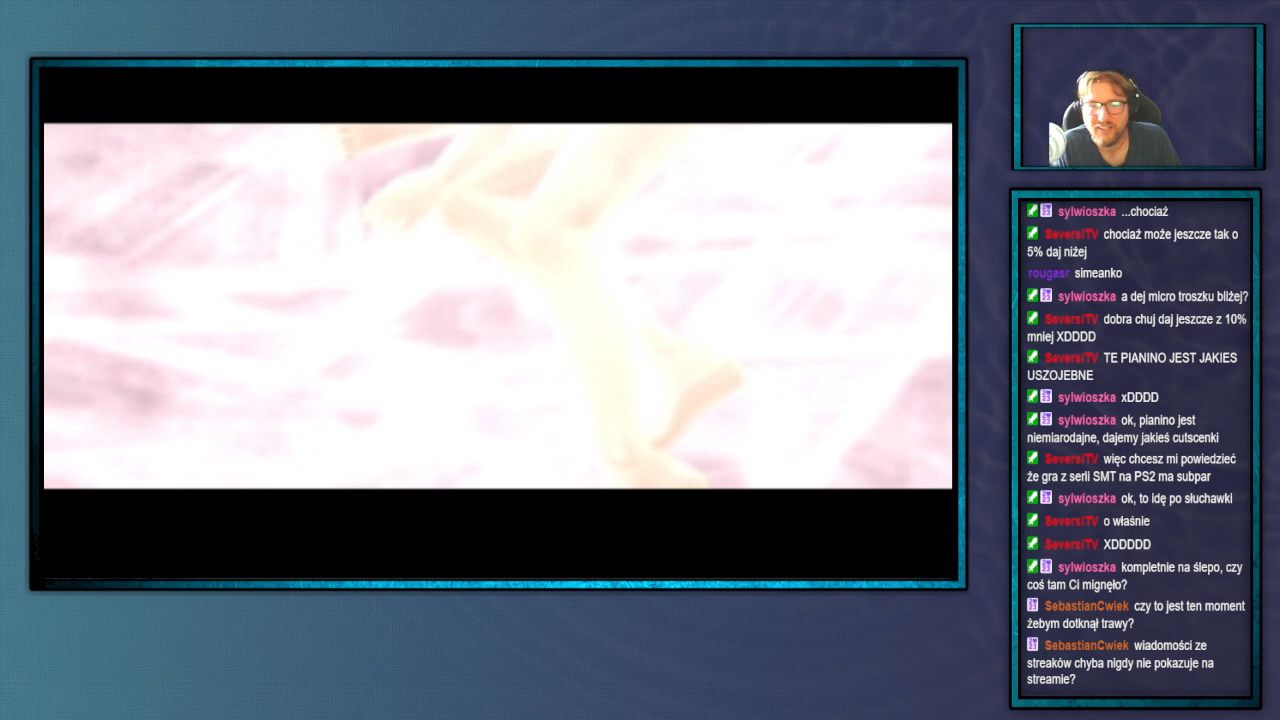 sylwioszka ...chociaż
SeversiTV chociaż może jeszcze tak o
5% daj niżej
rougasr simeanko
sylwioszka a dej micro troszku bliżej?
SeversiTV dobra chuj daj jeszcze z 10%
mniej XDDDD
SeversiTV TE PIANINO JEST JAKIES
USZOJEBNE
sylwioszka xDDDD
sylwioszka ok, pianino jest
niemiarodajne, dajemy jakieś cutscenki
SeversiTV więc chcesz mi powiedzieć
że gra z serii SMT na PS2 ma subpar
sylwioszka ok, to idę po słuchawki
SeversiTV o właśnie
SeversiTV XDDDDD
sylwioszka kompletnie na ślepo, czy
coś tam Ci mignęło?
SebastianCwiek czy to jest ten moment
żebym dotknął trawy?
SebastianCwiek wiadomości ze
streaków chyba nigdy nie pokazuje na
streamie?